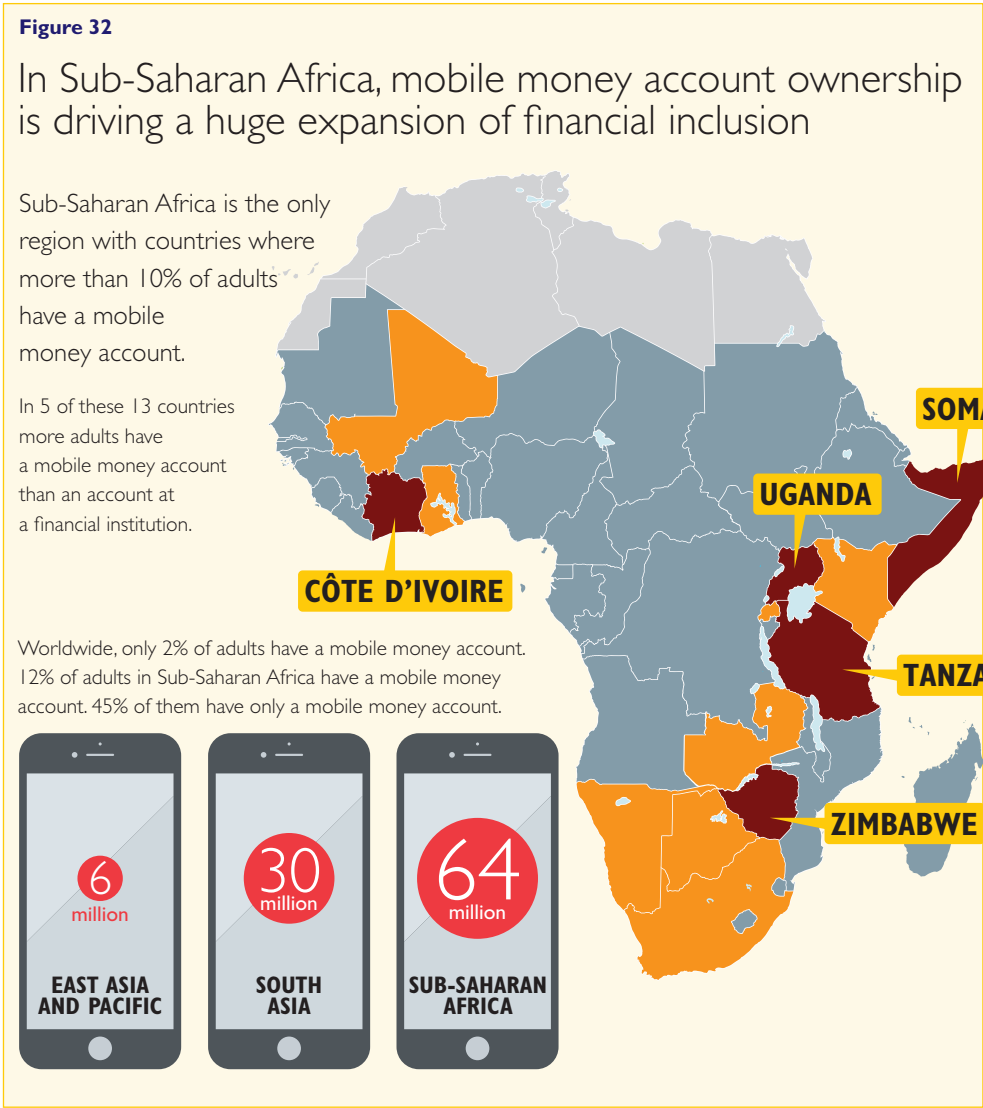 Figure 32
In Sub-Saharan Africa, mobile money account ownership
is driving a huge expansion of financial inclusion
Sub-Saharan Africa is the only
region with countries where
more than 10% of adults
have a mobile
money account.
In 5 of these 13 countries
more adults have
a mobile money account
than an account at
a financial institution.
SOMA
UGANDA
CÔTE D'IVOIRE
TANZA
ZIMBABWE
Worldwide, only 2% of adults have a mobile money account.
12% of adults in Sub-Saharan Africa have a mobile money
account. 45% of them have only a mobile money account.
6
million
EAST ASIA
AND PACIFIC
30
million
SOUTH
ASIA
64
million
SUB-SAHARAN
AFRICA